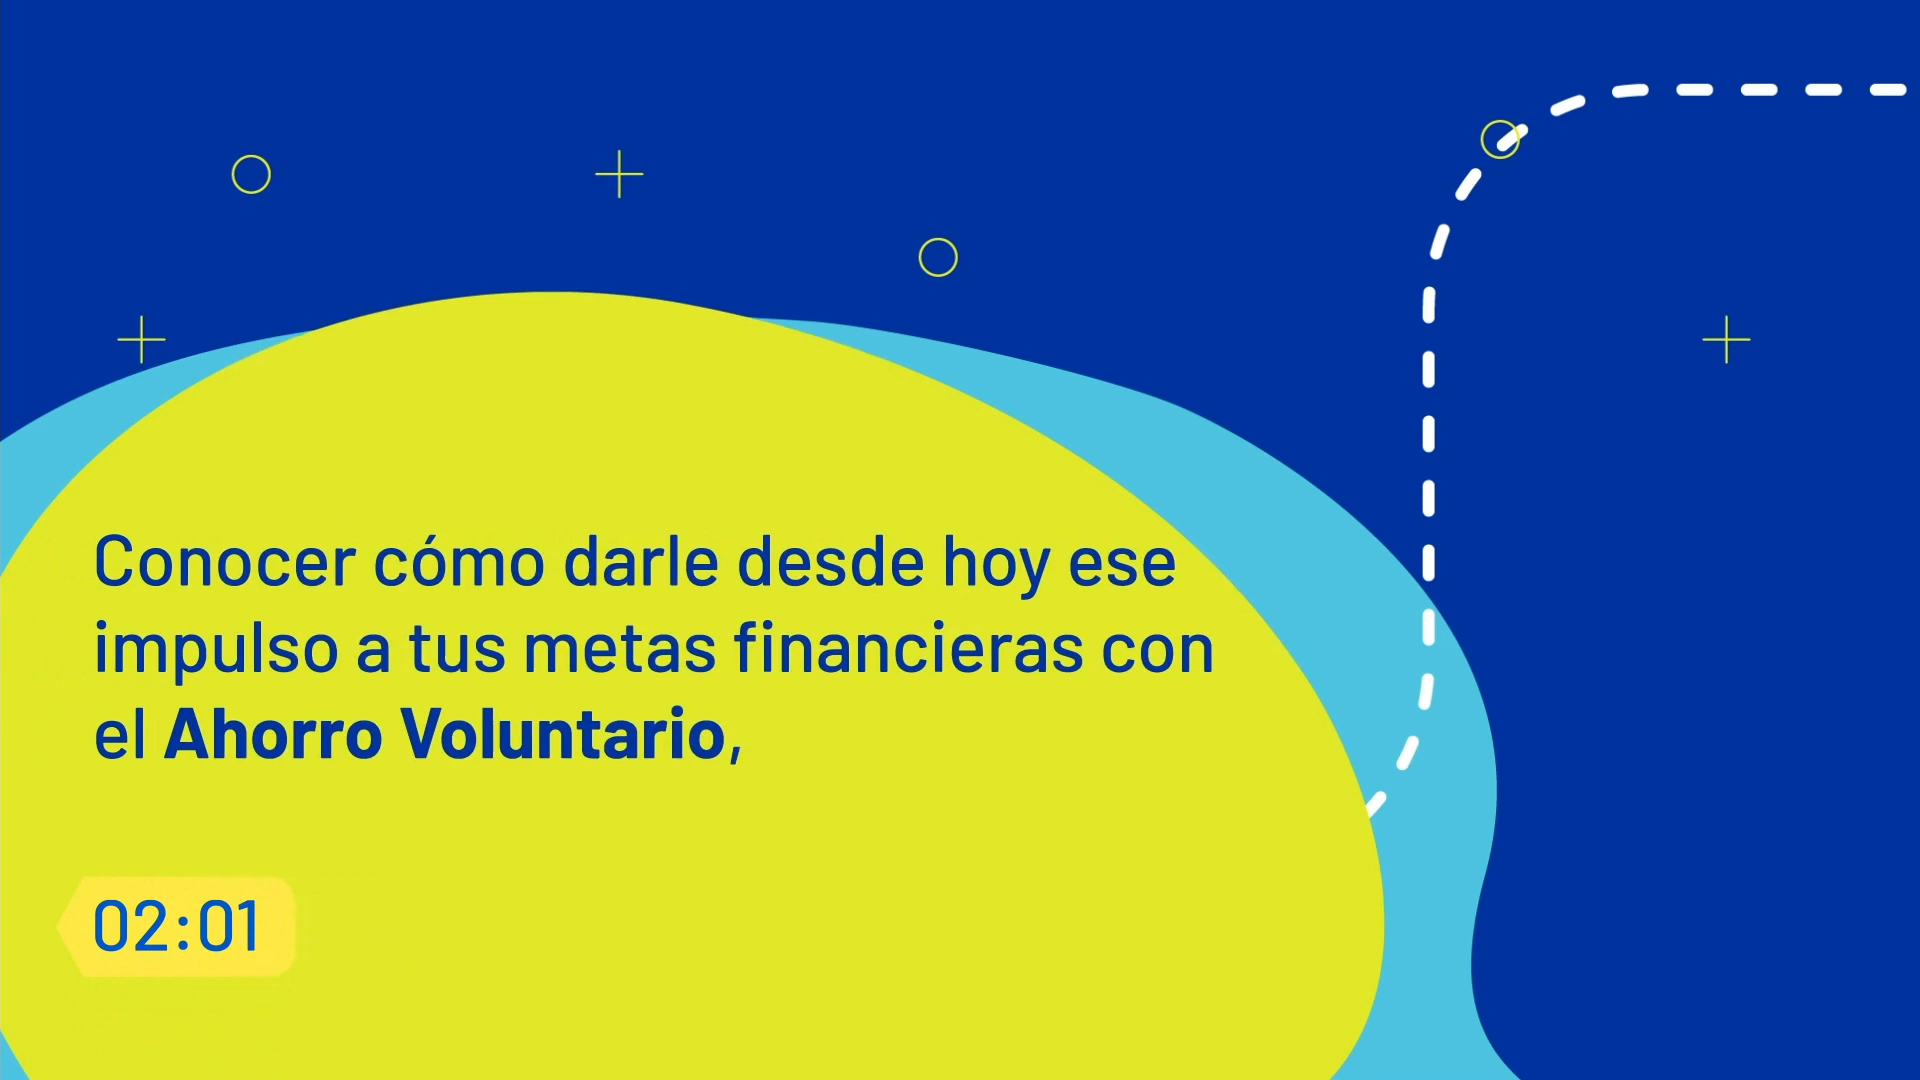 Conocer cómo darle desde hoy ese
impulso a tus metas financieras con
el Ahorro Voluntario,
02:01